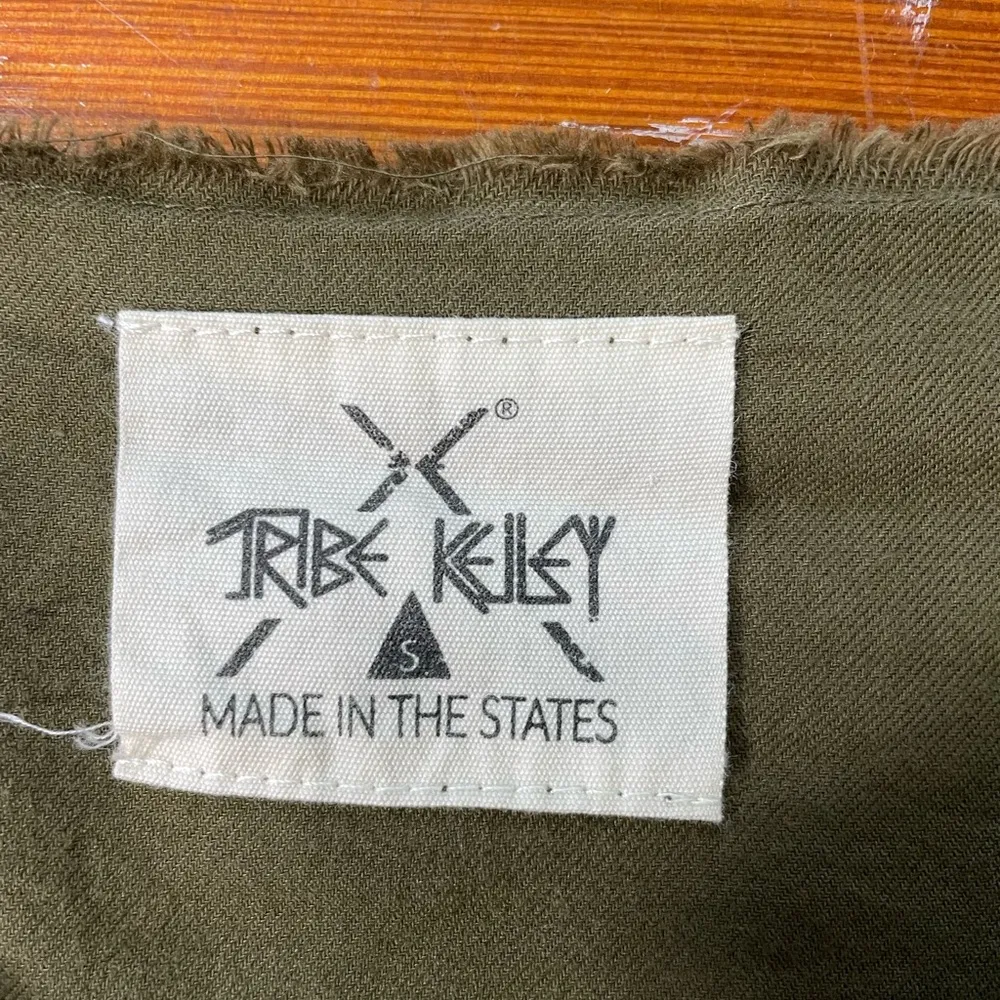 ®
TRIBE KELLEY
S
MADE IN THE STATES